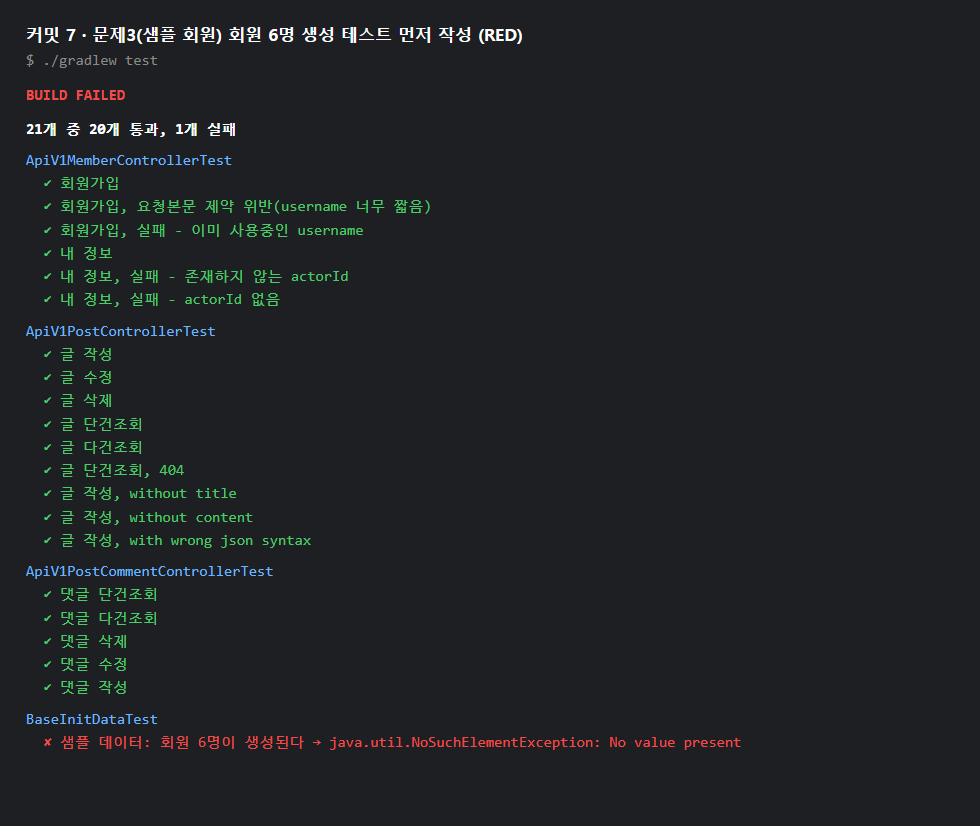 커밋 7 · 문제3(샘플 회원) 회원 6명 생성 테스트 먼저 작성 (RED)
$ ./gradlew test
BUILD FAILED
21개 중 20개 통과, 1개 실패
ApiV1MemberControllerTest
✔ 회원가입
✔ 회원가입, 요청본문 제약 위반(username 너무 짧음)
✔ 회원가입, 실패 - 이미 사용중인 username
✔ 내 정보
✔ 내 정보, 실패 - 존재하지 않는 actorId
✔ 내 정보, 실패 - actorId 없음
ApiV1PostControllerTest
✔ 글 작성
✔ 글 수정
✔ 글 삭제
✔ 글 단건조회
✔ 글 다건조회
✔ 글 단건조회, 404
✔ 글 작성, without title
✔ 글 작성, without content
✔ 글 작성, with wrong json syntax
ApiV1PostCommentControllerTest
✔ 댓글 단건조회
✔ 댓글 다건조회
✔ 댓글 삭제
✔ 댓글 수정
✔ 댓글 작성
BaseInitDataTest
✘ 샘플 데이터: 회원 6명이 생성된다 → java.util.NoSuchElementException: No value present